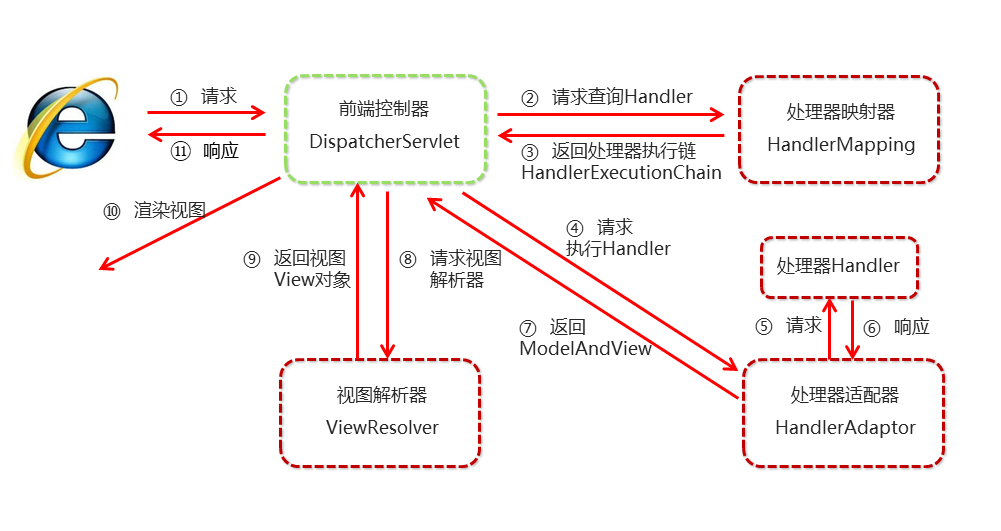 ① 请求
⑪ 响应
前端控制器
DispatcherServlet
② 请求查询Handler
③ 返回处理器执行链
HandlerExecutionChain
处理器映射器
HandlerMapping
⑩ 渲染视图
⑨ 返回视图
View对象
⑧ 请求视图
解析器
④ 请求
执行Handler
⑦ 返回
ModelAndView
处理器Handler
⑤ 请求
⑥ 响应
视图解析器
ViewResolver
处理器适配器
HandlerAdaptor